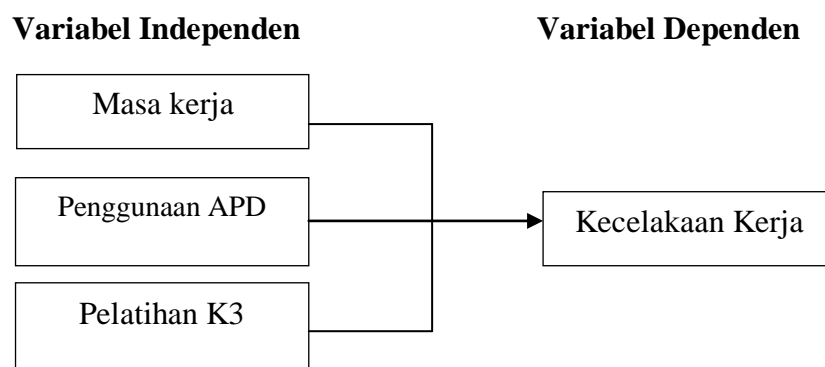 Variabel Independen
Variabel Dependen
Masa kerja
Penggunaan APD
Kecelakaan Kerja
Pelatihan K3